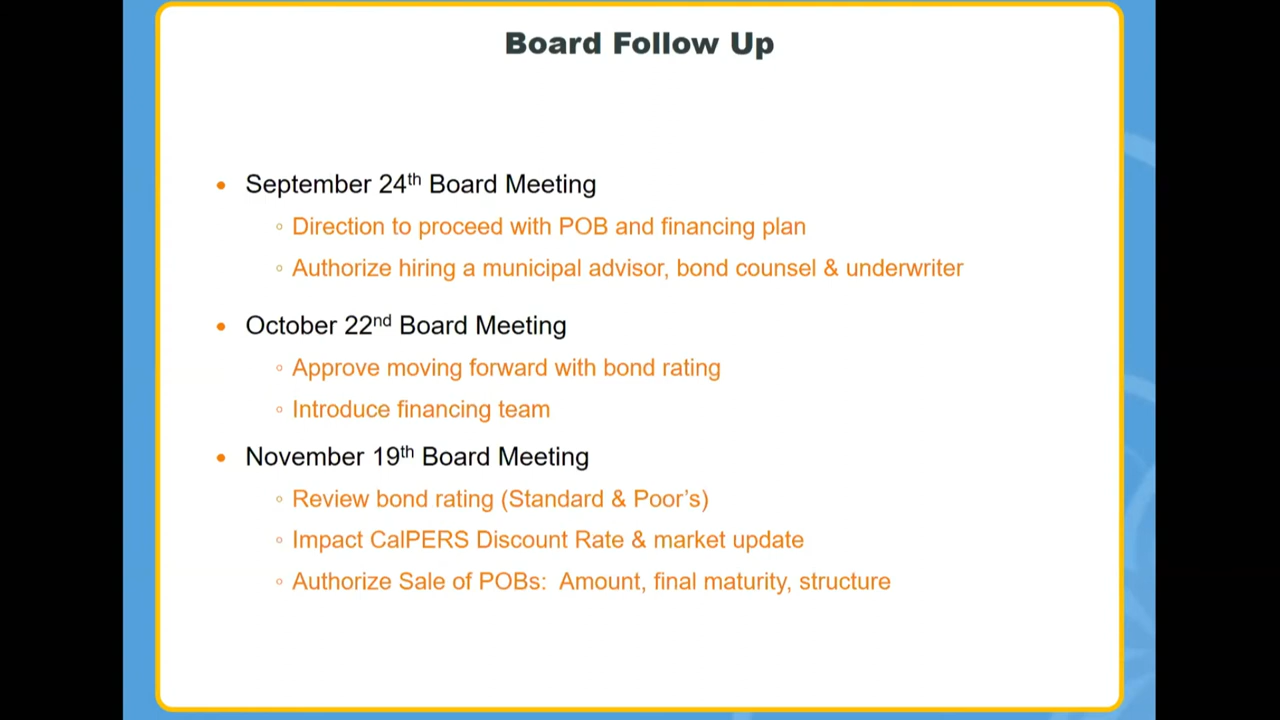 Board Follow Up
• September 24th Board Meeting
◦ Direction to proceed with POB and financing plan
◦ Authorize hiring a municipal advisor, bond counsel & underwriter
• October 22nd Board Meeting
◦ Approve moving forward with bond rating
◦ Introduce financing team
• November 19th Board Meeting
◦ Review bond rating (Standard & Poor’s)
◦ Impact CalPERS Discount Rate & market update
◦ Authorize Sale of POBs:  Amount, final maturity, structure